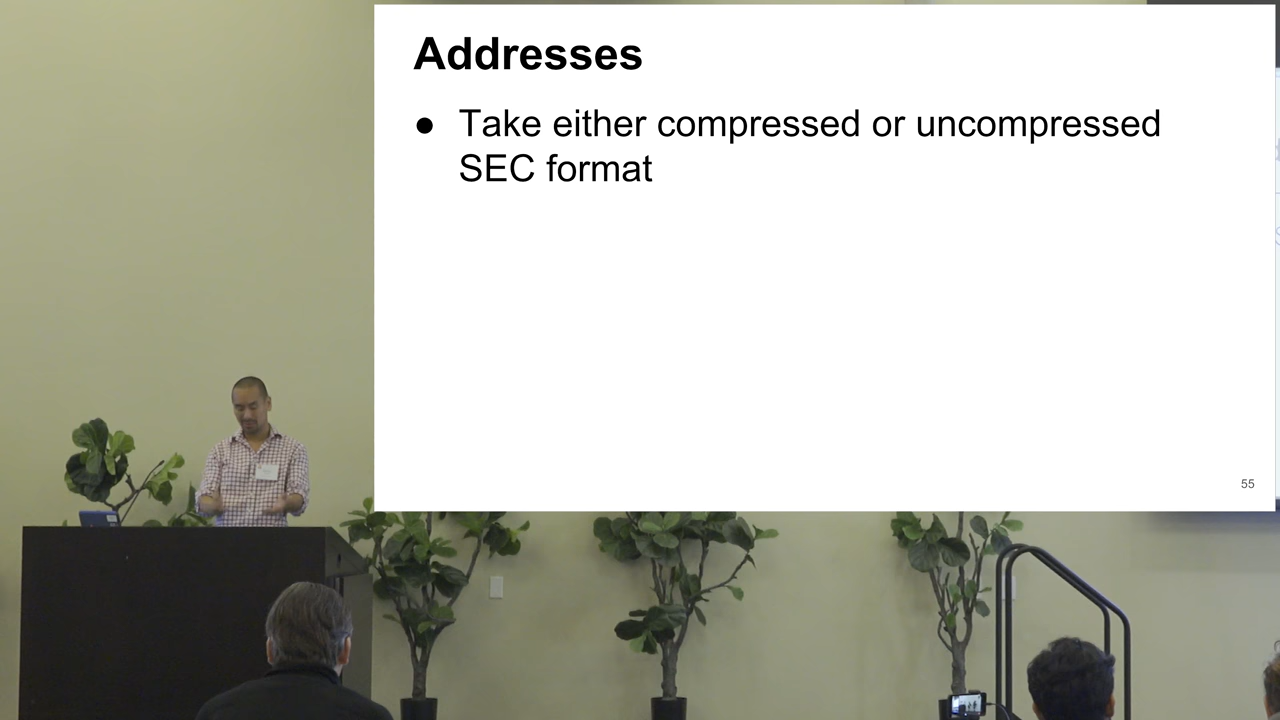 Addresses
● Take either compressed or uncompressed
SEC format
55